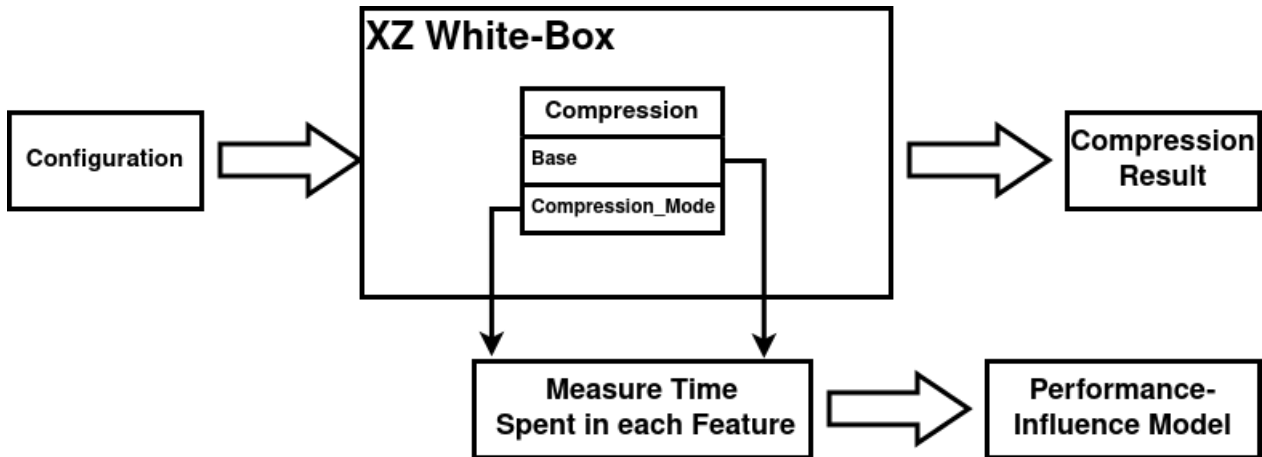 XZ White-Box
Compression
Configuration
Base
Compression_Mode
Compression
Result
Measure Time
Spent in each Feature
Performance-
Influence Model